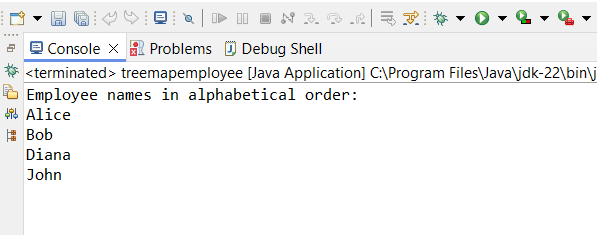 Console Problems Debug Shell
<terminated> treemapemployee [Java Application] C:\Program Files\Java\jdk-22\bin\j
Employee names in alphabetical order:
Alice
Bob
Diana
John